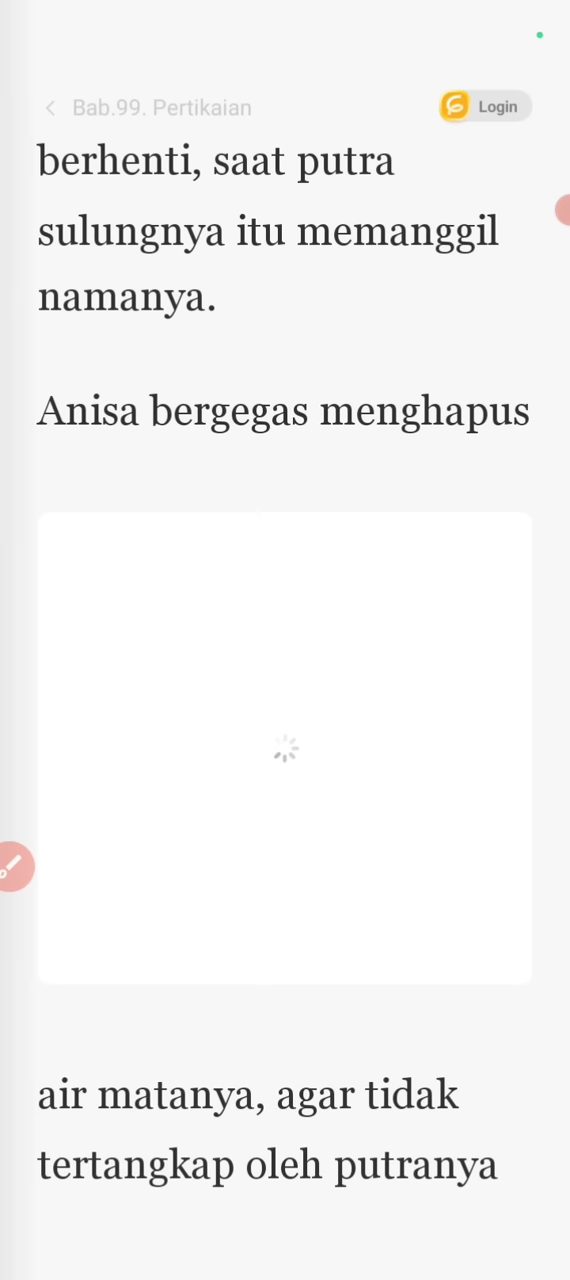 Bab.99. Pertikaian
Login
berhenti, saat putra
sulungnya itu memanggil
namanya.
Anisa bergegas menghapus
air matanya, agar tidak
tertangkap oleh putranya